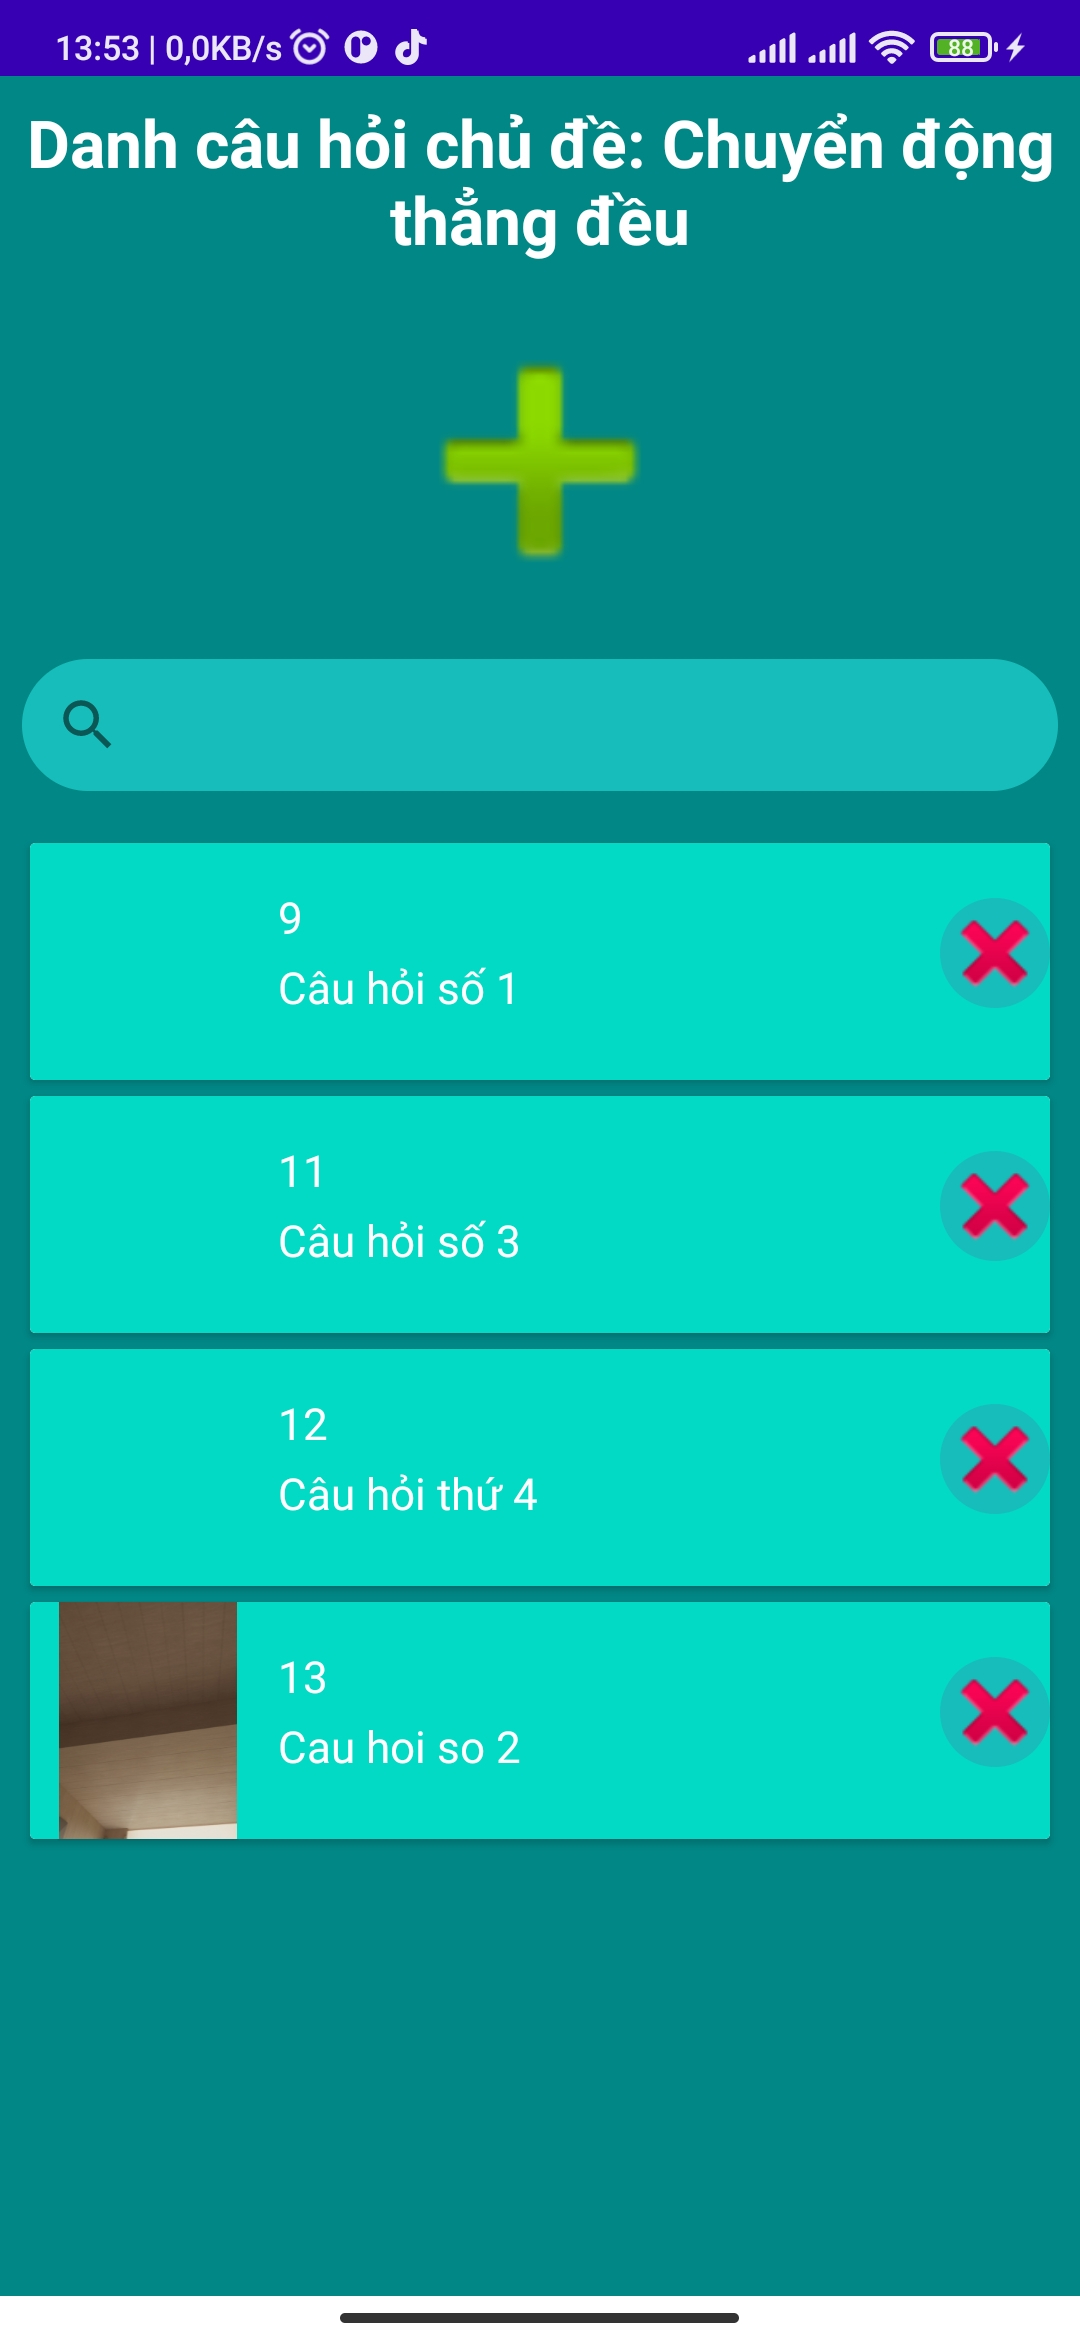 13:53 | 0,0KB/s 88
Danh câu hỏi chủ đề: Chuyển động
thẳng đều
9
Câu hỏi số 1
11
Câu hỏi số 3
12
Câu hỏi thứ 4
13
Cau hoi so 2